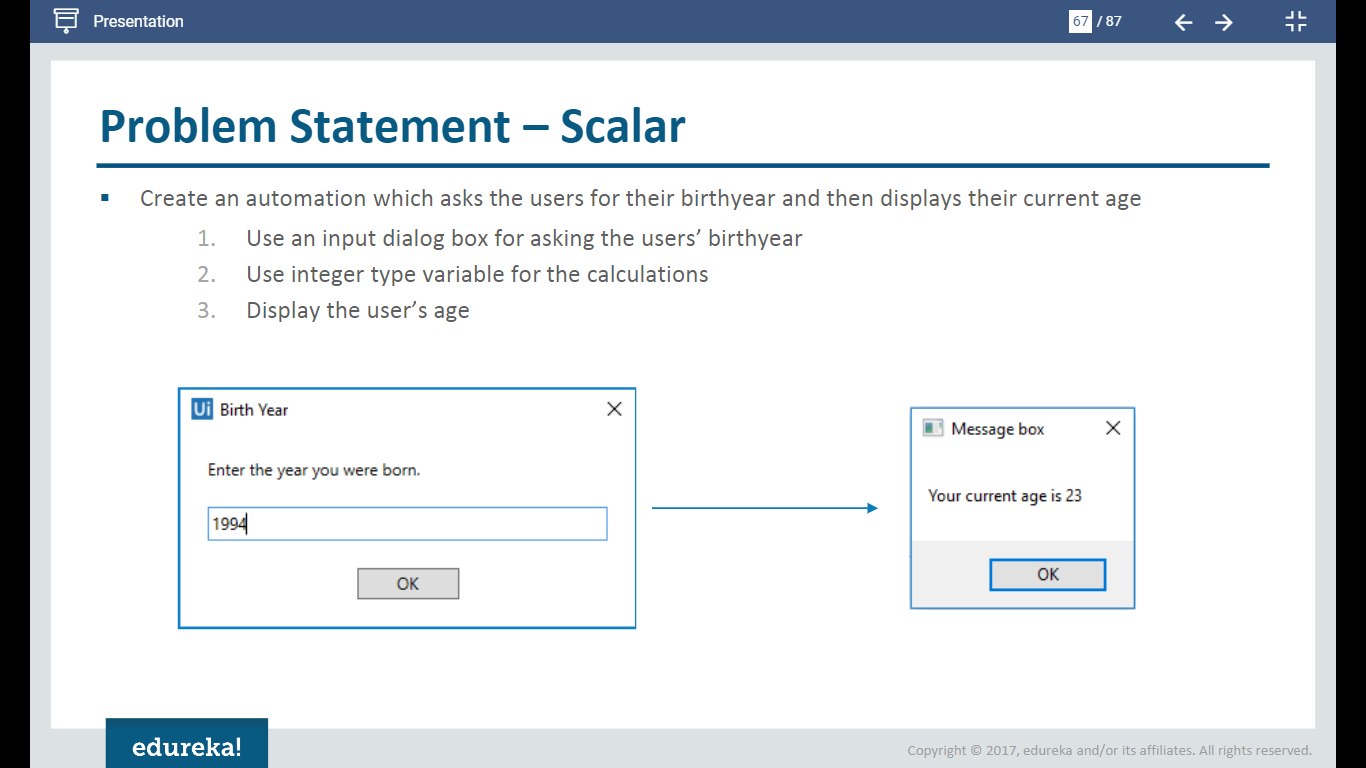 Presentation
67 / 87
Problem Statement – Scalar
▪ Create an automation which asks the users for their birthyear and then displays their current age
1. Use an input dialog box for asking the users’ birthyear
2. Use integer type variable for the calculations
3. Display the user’s age
Ui Birth Year
Enter the year you were born.
1994
OK
Message box
Your current age is 23
OK
edureka!
Copyright © 2017, edureka and/or its affiliates. All rights reserved.